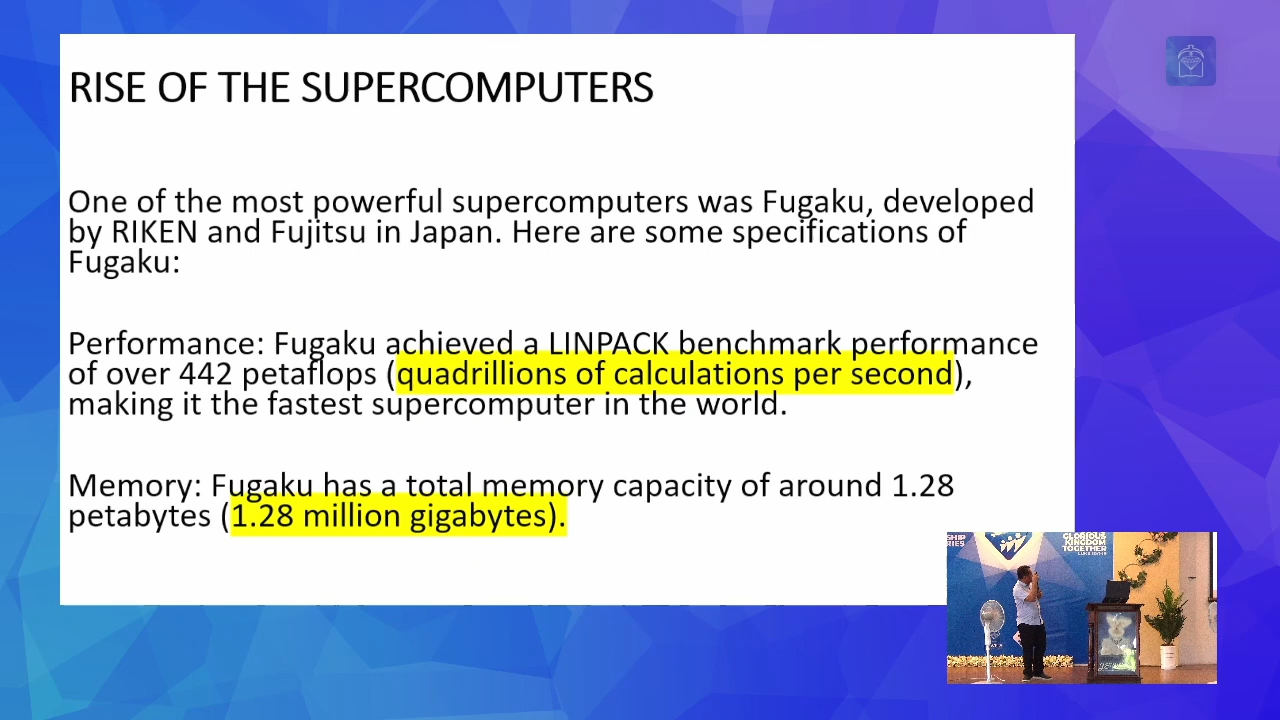 RISE OF THE SUPERCOMPUTERS
One of the most powerful supercomputers was Fugaku, developed
by RIKEN and Fujitsu in Japan. Here are some specifications of
Fugaku:
Performance: Fugaku achieved a LINPACK benchmark performance
of over 442 petaflops (quadrillions of calculations per second),
making it the fastest supercomputer in the world.
Memory: Fugaku has a total memory capacity of around 1.28
petabytes (1.28 million gigabytes).
GLORIOUS
KINGDOM
TOGETHER